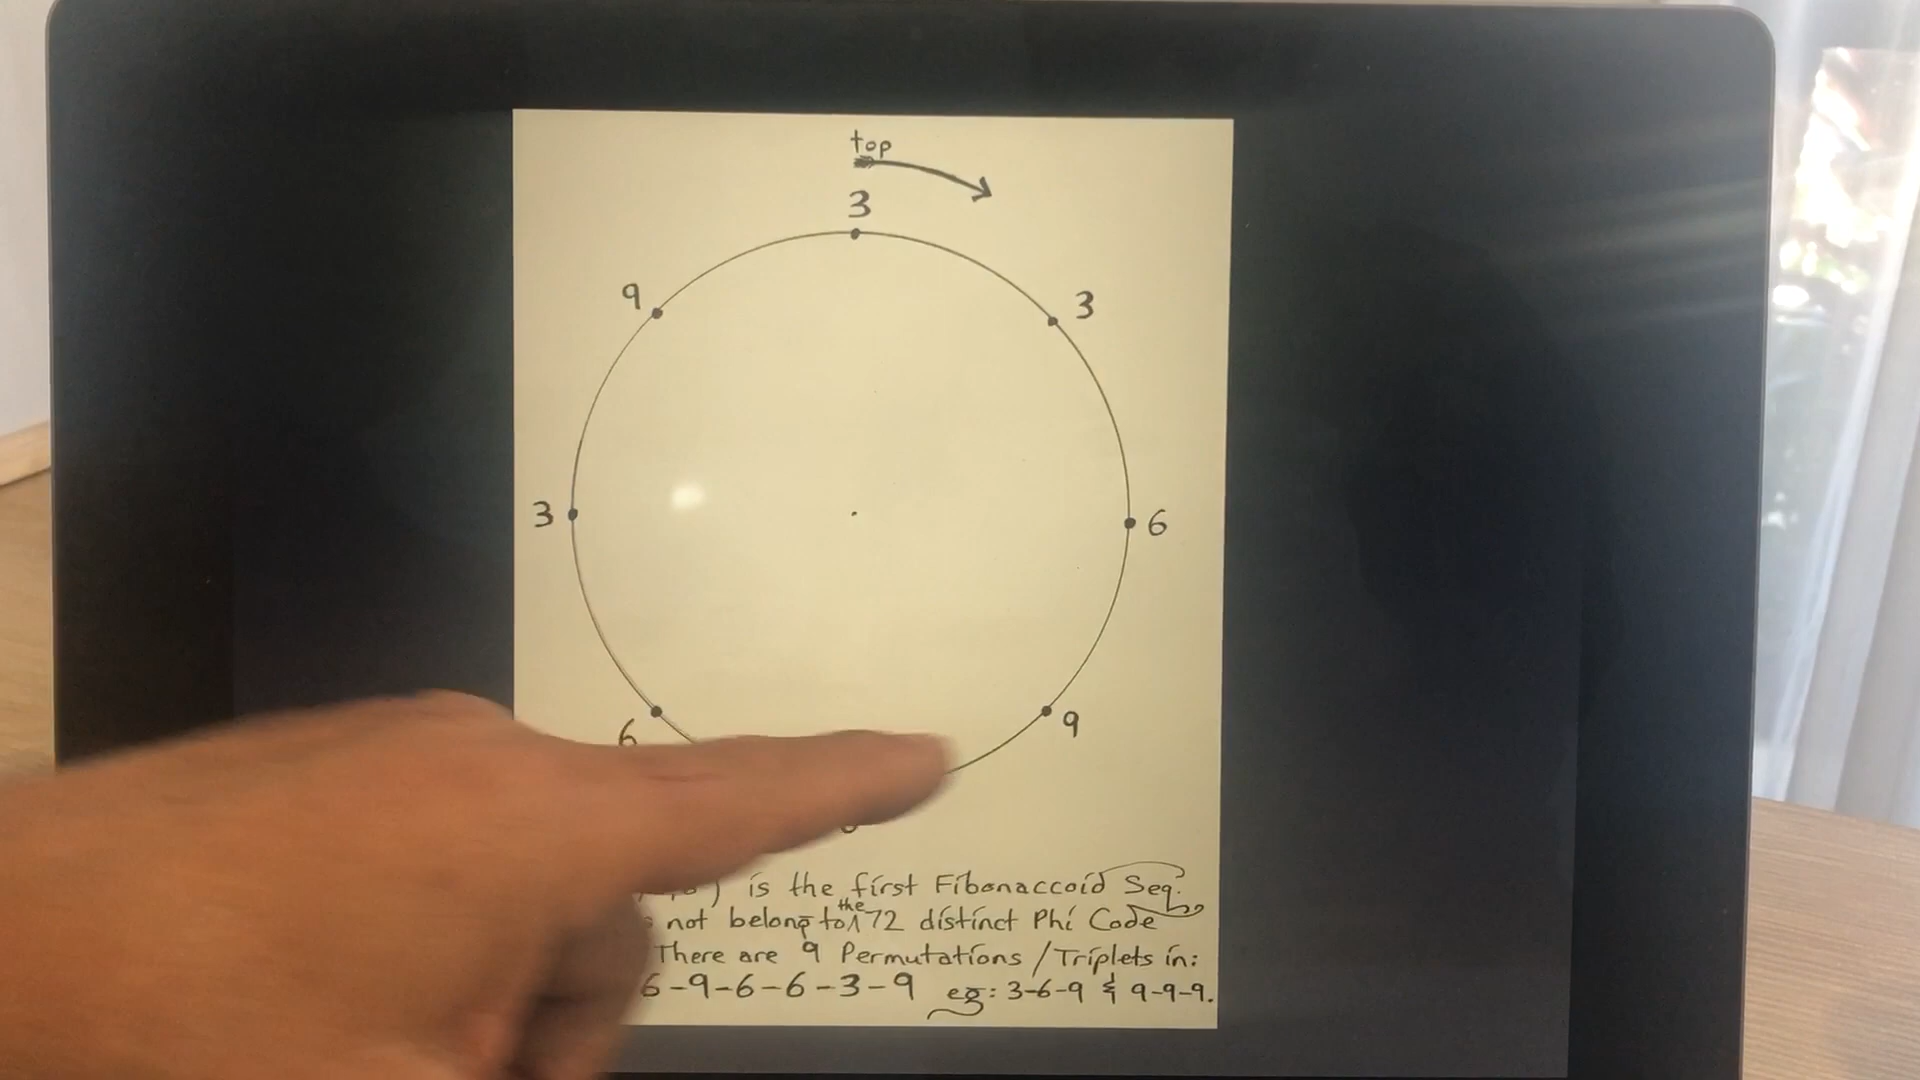 top
3
9
3
3
6
6
9
is the first Fibonaccoid Seq.
not belong to the 72 distinct Phi Code
There are 9 Permutations / Triplets in:
6-9-6-6-3-9 eg: 3-6-9 & 9-9-9.